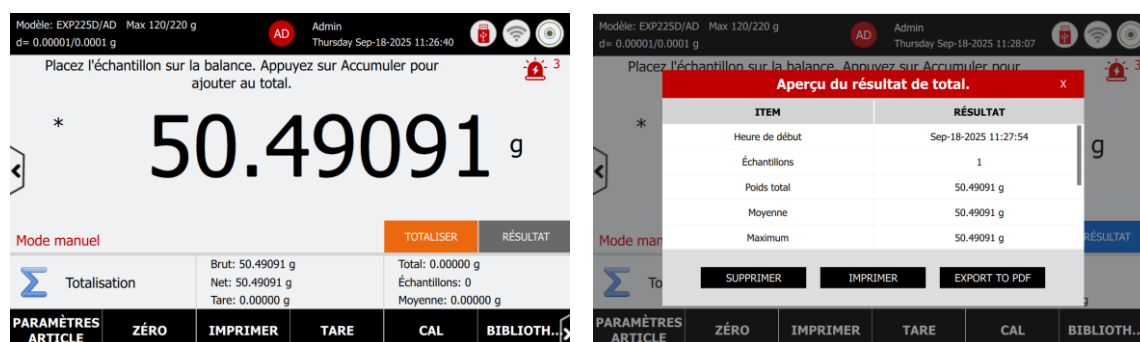 Modèle: EXP225D/AD Max 120/220 g
d= 0.00001/0.0001 g
AD
Admin
Thursday Sep-18-2025 11:26:40
Placez l'échantillon sur la balance. Appuyez sur Accumuler pour
ajouter au total.
3
*
50.49091 g
Mode manuel
TOTALISER
RÉSULTAT
Σ Totalisation
Brut: 50.49091 g
Net: 50.49091 g
Tare: 0.00000 g
Total: 0.00000 g
Échantillons: 0
Moyenne: 0.00000 g
PARAMÈTRES
ARTICLE
ZÉRO
IMPRIMER
TARE
CAL
BIBLIOTH...
Modèle: EXP225D/AD Max 120/220 g
d= 0.00001/0.0001 g
AD
Admin
Thursday Sep-18-2025 11:28:07
Placez l'échantillon sur la balance. Appuyez sur Accumuler pour
3
Aperçu du résultat de total.
X
ITEM RÉSULTAT
Heure de début Sep-18-2025 11:27:54
Échantillons 1
Poids total 50.49091 g
Moyenne 50.49091 g
Maximum 50.49091 g
SUPPRIMER
IMPRIMER
EXPORT TO PDF
*
g
Mode man
RÉSULTAT
Σ To
g
PARAMÈTRES
ARTICLE
ZÉRO
IMPRIMER
TARE
CAL
BIBLIOTH..